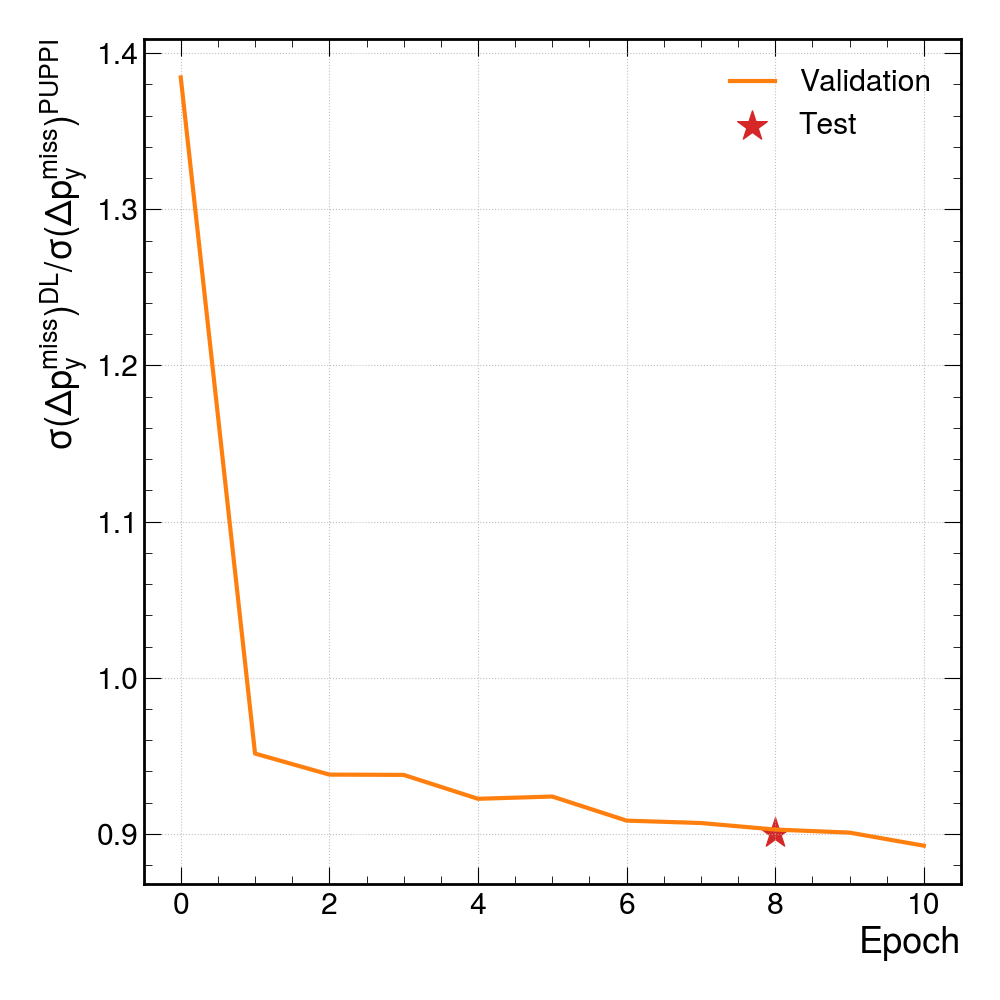 σ(Δp_y^miss)^DL/σ(Δp_y^miss)^PUPPI
1.4
1.3
1.2
1.1
1.0
0.9
Validation
Test
0 2 4 6 8 10
Epoch